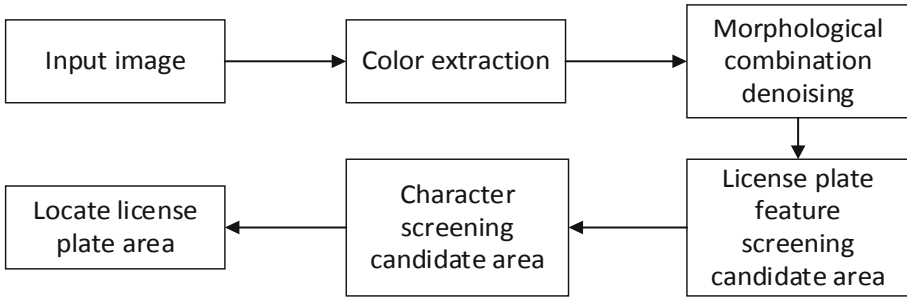 Input image
Color extraction
Morphological
combination
denoising
License plate
feature
screening
candidate area
Character
screening
candidate area
Locate license
plate area